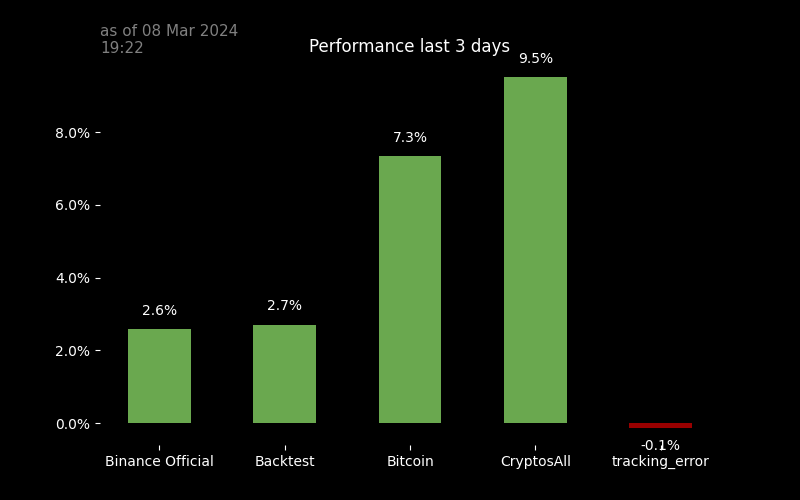 as of 08 Mar 2024
19:22
Performance last 3 days
9.5%
8.0%
7.3%
6.0%
4.0%
2.6%
2.7%
2.0%
0.0%
-0.1%
Binance Official
Backtest
Bitcoin
CryptosAll
tracking_error